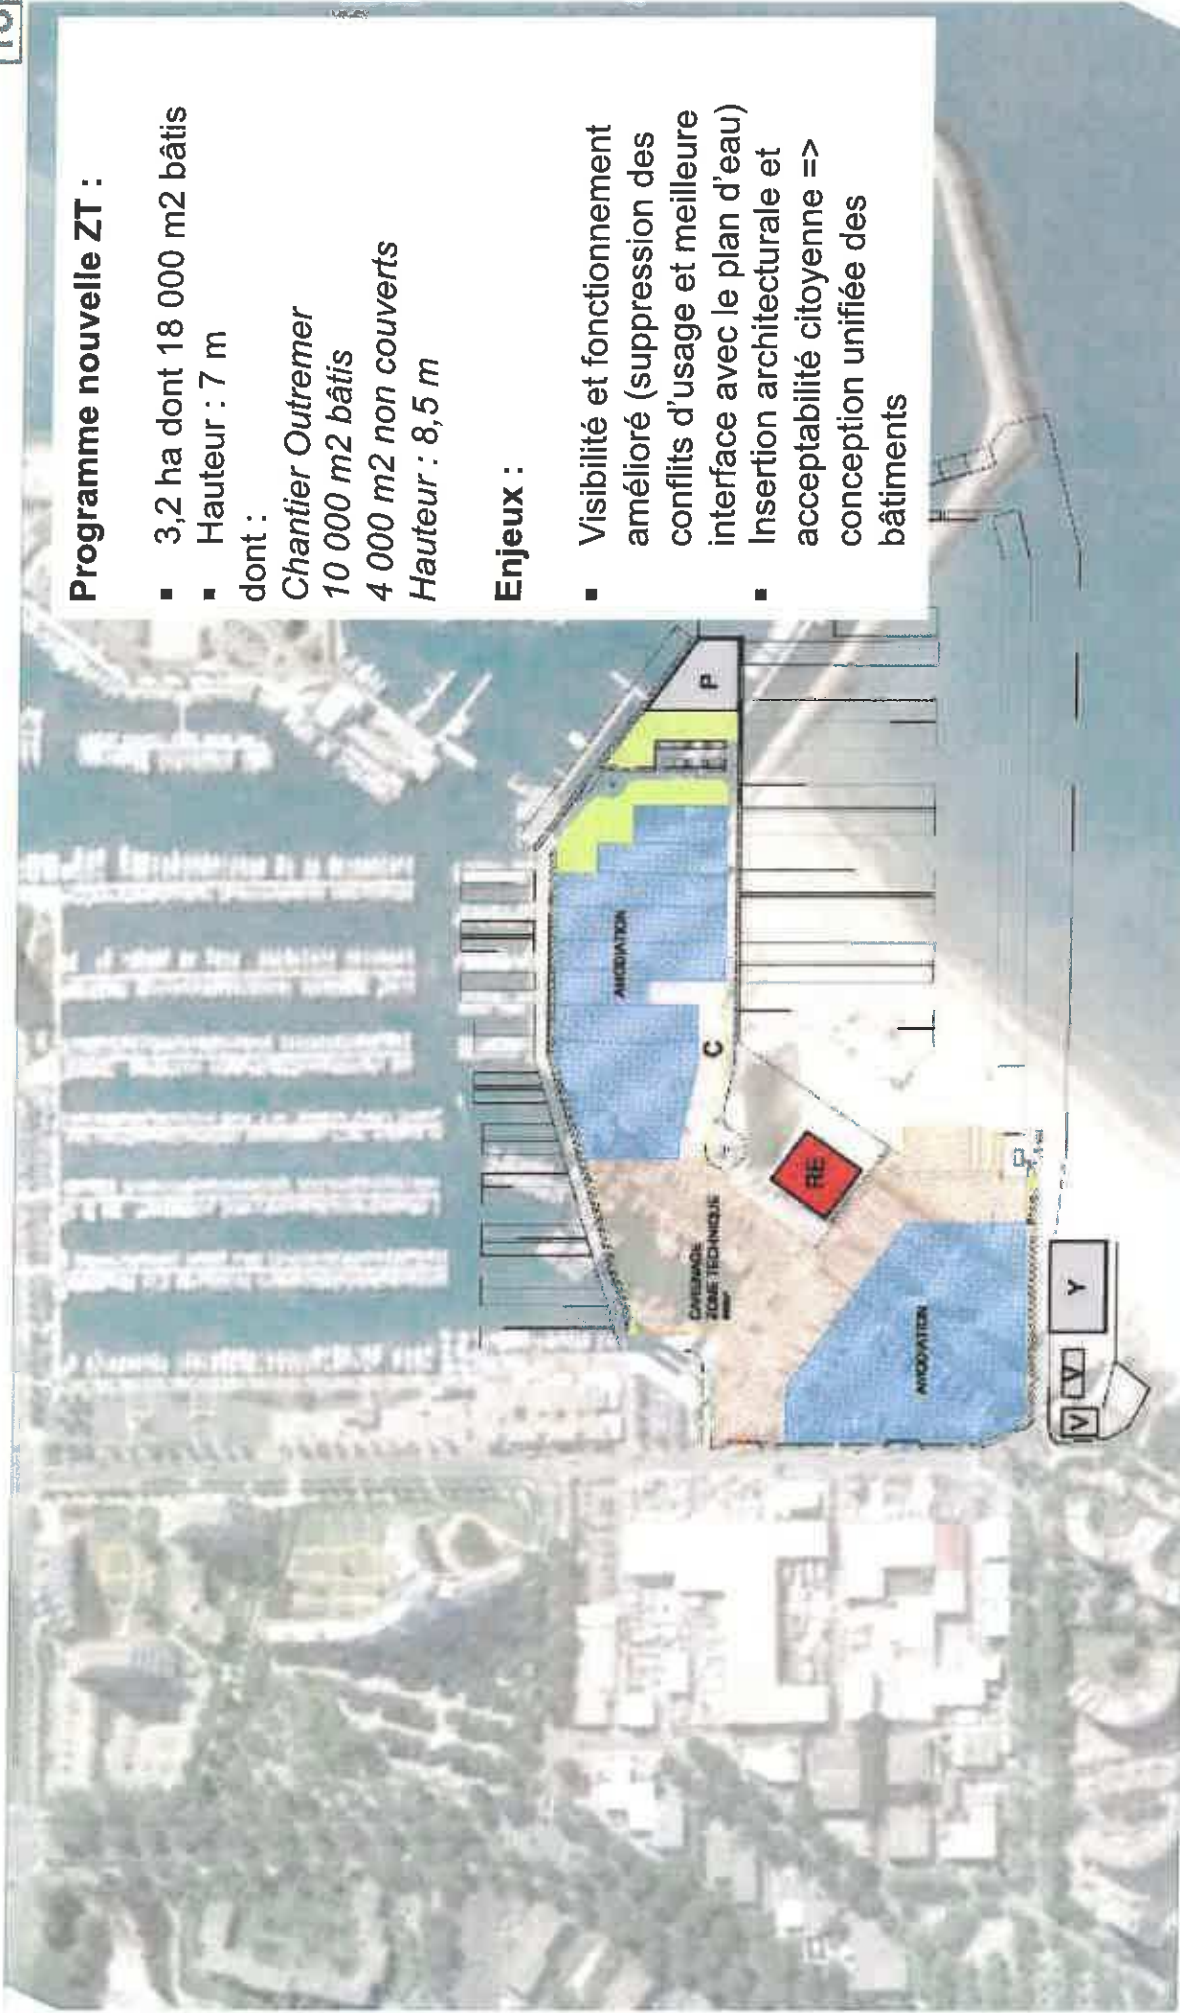 Programme nouvelle ZT :
▪ 3,2 ha dont 18 000 m2 bâtis
▪ Hauteur : 7 m
dont :
Chantier Outremer
10 000 m2 bâtis
4 000 m2 non couverts
Hauteur : 8,5 m
Enjeux :
▪ Visibilité et fonctionnement
amélioré (suppression des
conflits d'usage et meilleure
interface avec le plan d'eau)
▪ Insertion architecturale et
acceptabilité citoyenne =>
conception unifiée des
bâtiments
P
AMODIATION
C
RE
CARENAGE
ZONE TECHNIQUE
AMODIATION
Y
V
V